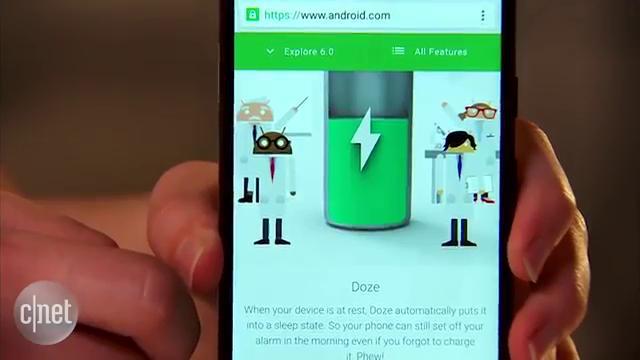 https://www.android.com
Explore 6.0 All Features
Doze
When your device is at rest, Doze automatically puts it
into a sleep state. So your phone can still set off your
alarm in the morning even if you forgot to charge
it. Phew!
c|net